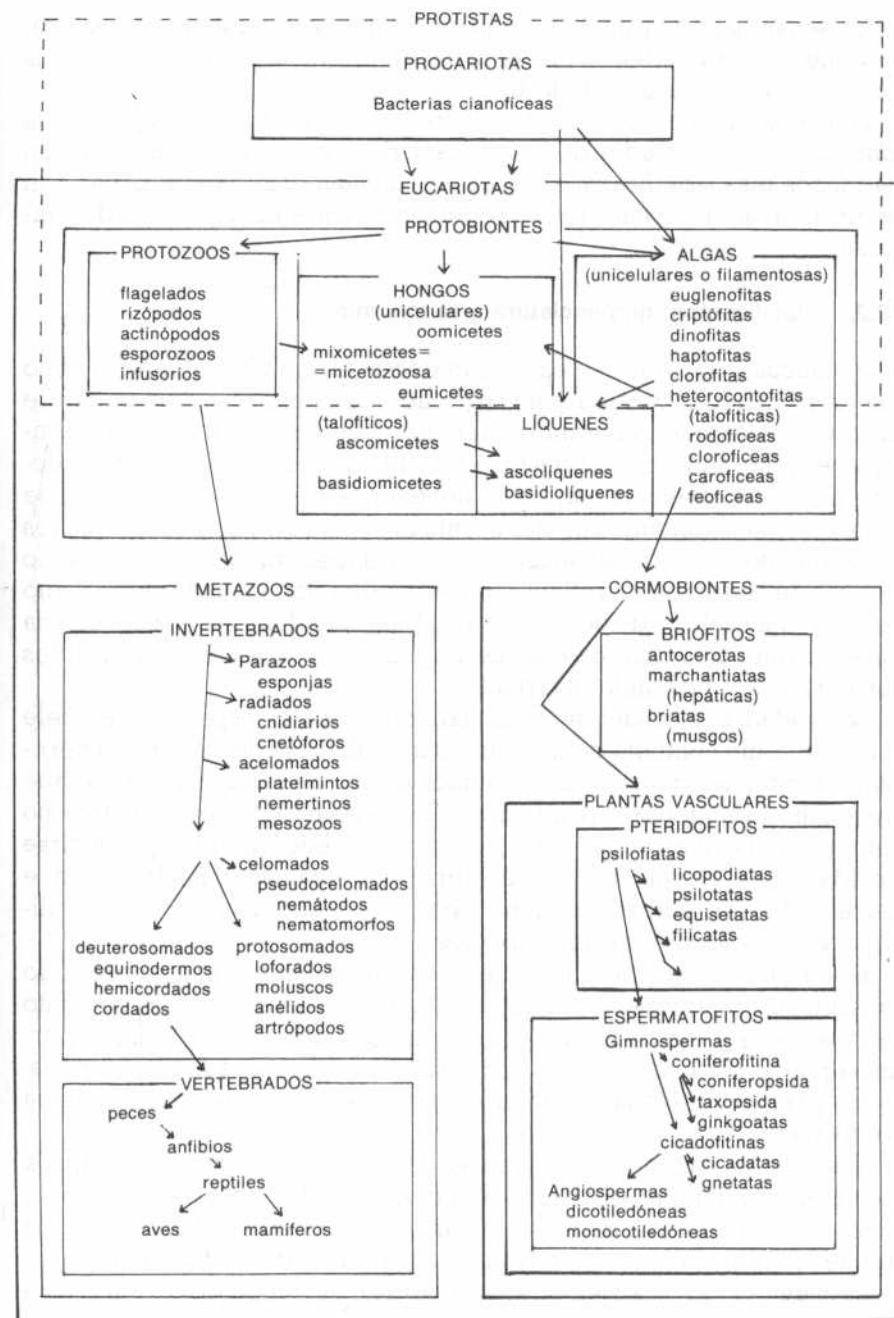 PROTISTAS
PROCARIOTAS
Bacterias cianofíceas
EUCARIOTAS
PROTOBIONTES
PROTOZOOS
flagelados
rizópodos
actinópodos
esporozoos
infusorios
HONGOS
(unicelulares)
oomicetes
mixomicetes=
=micetozoosa
eumicetes
(talofíticos)
ascomicetes
basidiomicetes
LÍQUENES
ascolíquenes
basidiolíquenes
ALGAS
(unicelulares o filamentosas)
euglenofitas
criptófitas
dinofitas
haptofitas
clorofitas
heterocontofitas
(talofíticas)
rodofíceas
clorofíceas
carofíceas
feofíceas
METAZOOS
INVERTEBRADOS
Parazoos
esponjas
radiados
cnidiarios
cnetóforos
acelomados
platelmintos
nemertinos
mesozoos
celomados
pseudocelomados
nemátodos
nematomorfos
deuterosomados
equinodermos
hemicordados
cordados
protosomados
loforados
moluscos
anélidos
artrópodos
VERTEBRADOS
peces
anfibios
reptiles
aves
mamíferos
CORMOBIONTES
BRIÓFITOS
antocerotas
marchantiatas
(hepáticas)
briatas
(musgos)
PLANTAS VASCULARES
PTERIDOFITOS
psilofiatas
licopodiatas
psilotatas
equisetatas
filicatas
ESPERMATOFITOS
Gimnospermas
coniferofitina
coniferopsida
taxopsida
ginkgoatas
cicadofitinas
cicadatas
gnetatas
Angiospermas
dicotiledóneas
monocotiledóneas